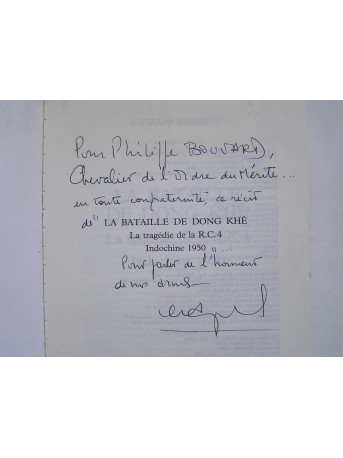 Pour Philippe BOUVARD,
Chevalier de l'Ordre du Mérite...
en toute confraternité, ce récit
de "LA BATAILLE DE DONG KHÊ
La tragédie de la R.C.4
Indochine 1950 "...
Pour parler de l'honneur
de nos armes